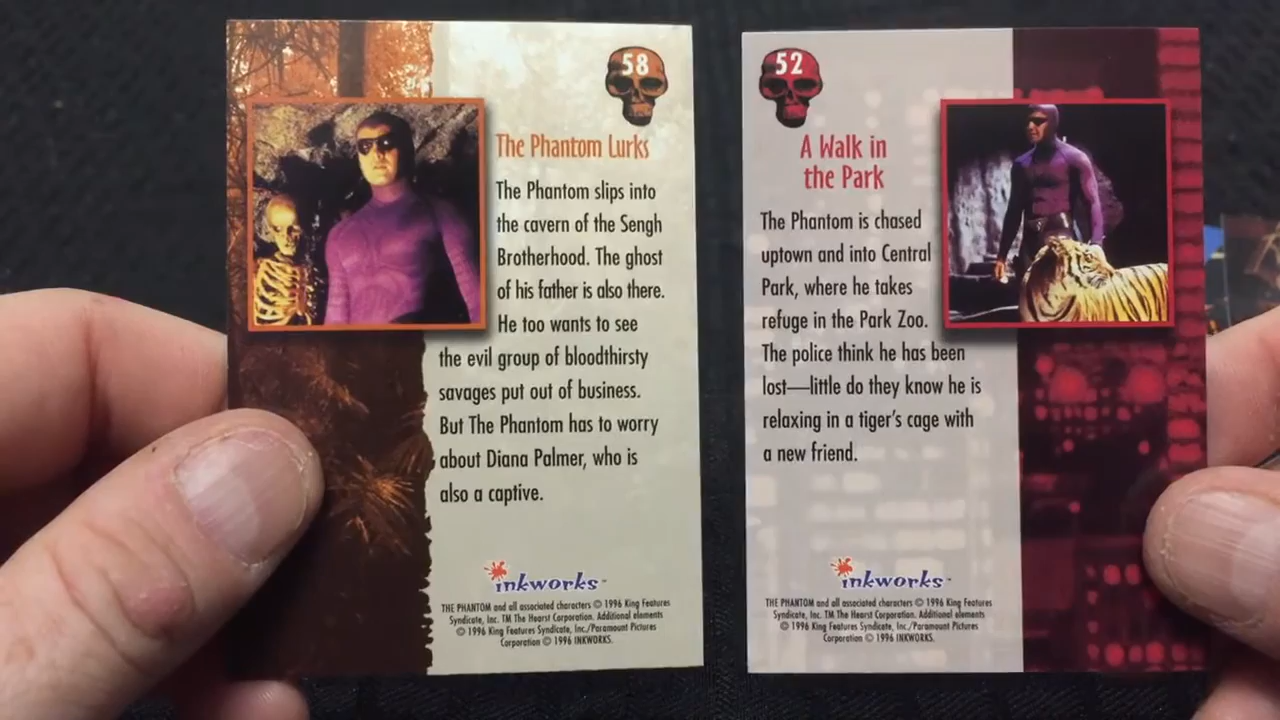 58
The Phantom Lurks
The Phantom slips into
the cavern of the Sengh
Brotherhood. The ghost
of his father is also there.
He too wants to see
the evil group of bloodthirsty
savages put out of business.
But The Phantom has to worry
about Diana Palmer, who is
also a captive.
inkworks™
THE PHANTOM and all associated characters © 1996 King Features
Syndicate, Inc. TM The Hearst Corporation. Additional elements
© 1996 King Features Syndicate, Inc./Paramount Pictures
Corporation © 1996 INKWORKS.
52
A Walk in
the Park
The Phantom is chased
uptown and into Central
Park, where he takes
refuge in the Park Zoo.
The police think he has been
lost—little do they know he is
relaxing in a tiger's cage with
a new friend.
inkworks™
THE PHANTOM and all associated characters © 1996 King Features
Syndicate, Inc. TM The Hearst Corporation. Additional elements
© 1996 King Features Syndicate, Inc./Paramount Pictures
Corporation © 1996 INKWORKS.